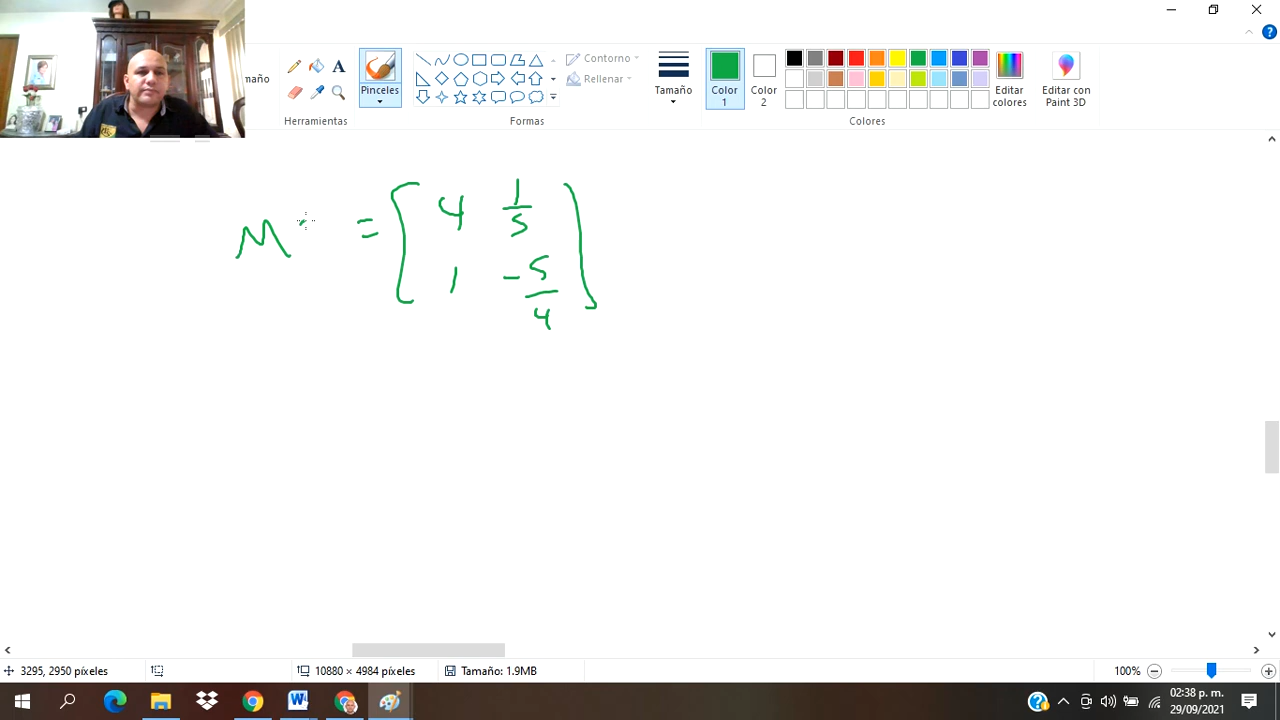 Contorno
maño
Rellenar
Pinceles
Tamaño
Color 1
Color 2
Editar colores
Editar con Paint 3D
Herramientas
Formas
Colores
M = [ 4 1/5
1 -5/4 ]
3295, 2950 píxeles
10880 × 4984 píxeles
Tamaño: 1.9MB
100%
02:38 p. m.
29/09/2021